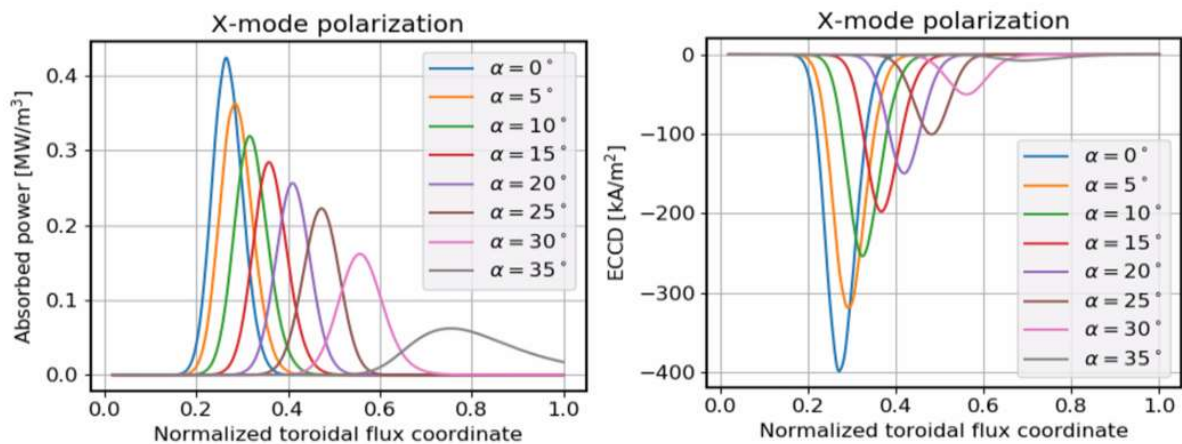 X-mode polarization
Absorbed power [MW/m³]
0.4
0.3
0.2
0.1
0.0
α = 0°
α = 5°
α = 10°
α = 15°
α = 20°
α = 25°
α = 30°
α = 35°
0.0 0.2 0.4 0.6 0.8 1.0
Normalized toroidal flux coordinate
X-mode polarization
ECCD [kA/m²]
0
−100
−200
−300
−400
α = 0°
α = 5°
α = 10°
α = 15°
α = 20°
α = 25°
α = 30°
α = 35°
0.0 0.2 0.4 0.6 0.8 1.0
Normalized toroidal flux coordinate